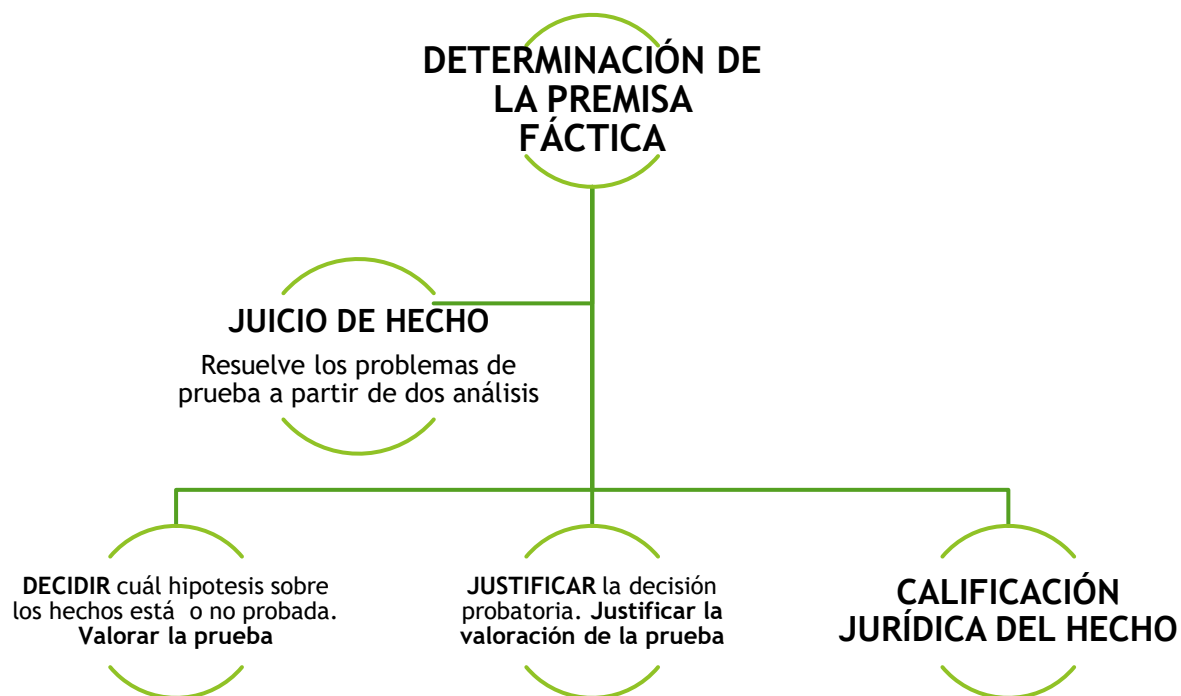 DETERMINACIÓN DE
LA PREMISA
FÁCTICA
JUICIO DE HECHO
Resuelve los problemas de
prueba a partir de dos análisis
DECIDIR cuál hipotesis sobre
los hechos está o no probada.
Valorar la prueba
JUSTIFICAR la decisión
probatoria. Justificar la
valoración de la prueba
CALIFICACIÓN
JURÍDICA DEL HECHO